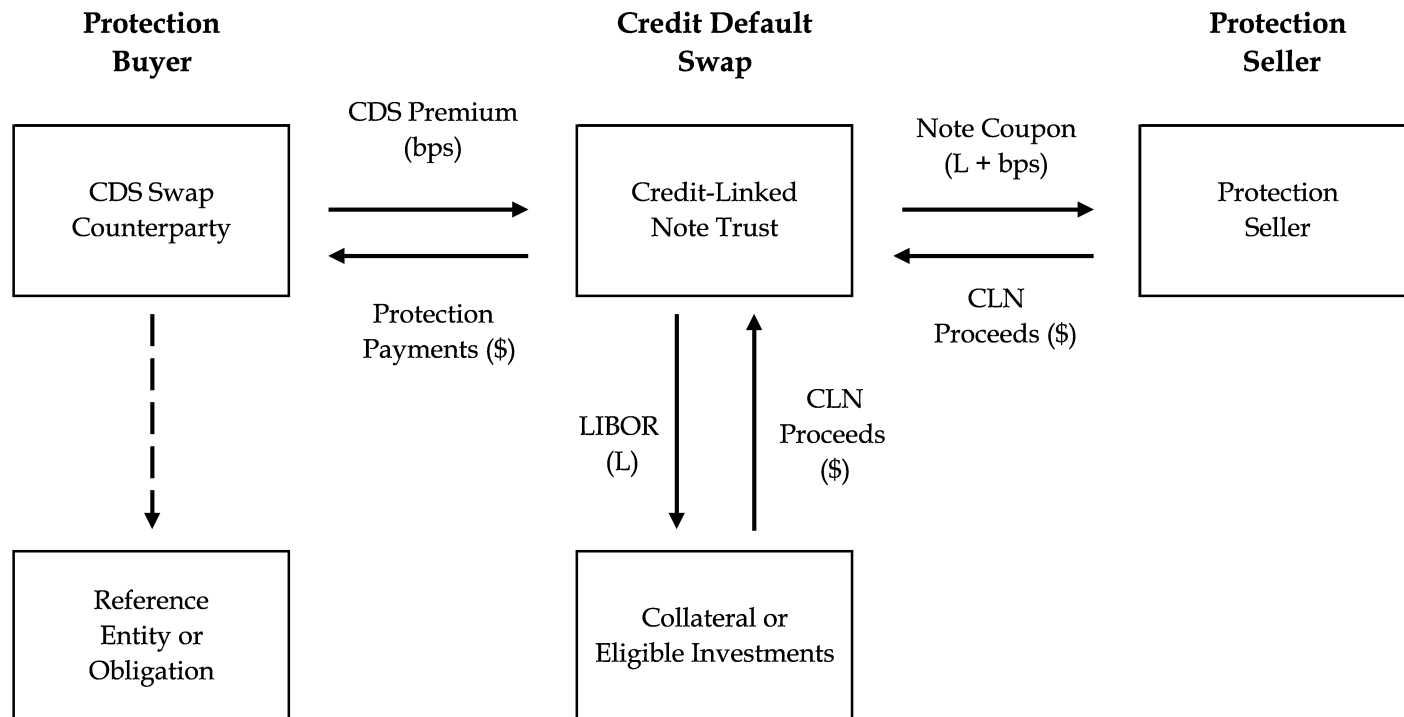 Protection
Buyer
Credit Default
Swap
Protection
Seller
CDS Premium
(bps)
Note Coupon
(L + bps)
CDS Swap
Counterparty
Credit-Linked
Note Trust
Protection
Seller
Protection
Payments ($)
CLN
Proceeds ($)
LIBOR
(L)
CLN
Proceeds
($)
Reference
Entity or
Obligation
Collateral or
Eligible Investments